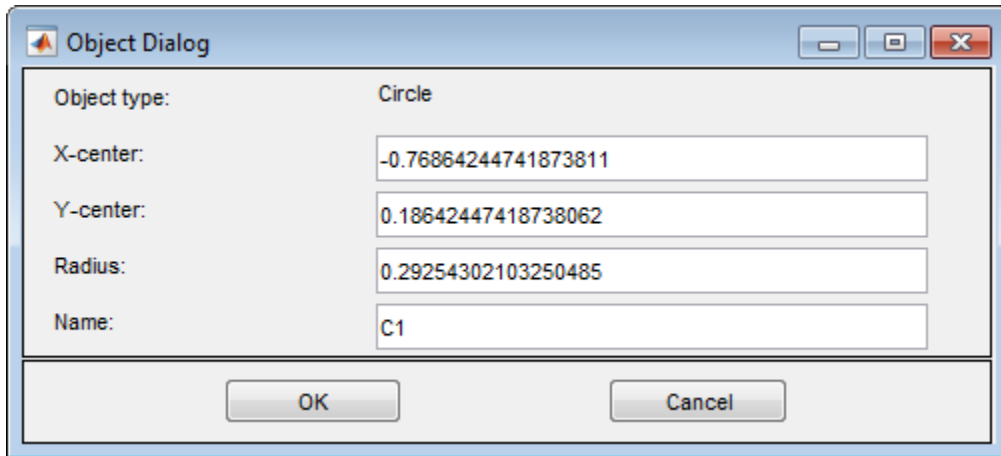 Object Dialog
Object type: Circle
X-center: -0.76864244741873811
Y-center: 0.18642447418738062
Radius: 0.29254302103250485
Name: C1
OK Cancel